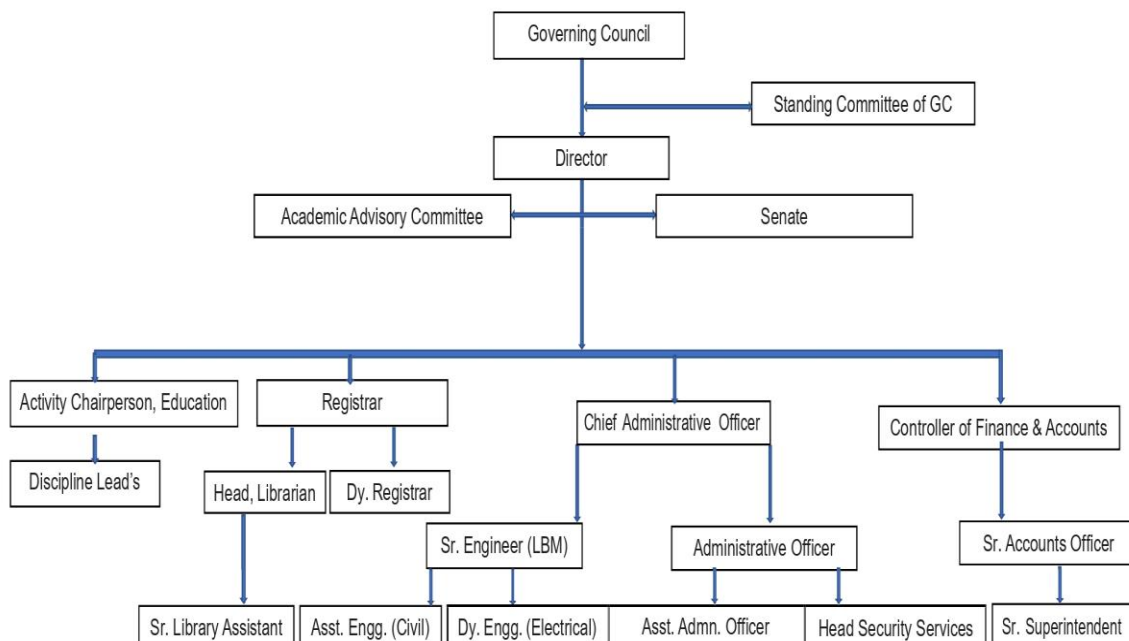 Governing Council
Standing Committee of GC
Director
Academic Advisory Committee
Senate
Activity Chairperson, Education
Registrar
Chief Administrative Officer
Controller of Finance & Accounts
Discipline Lead's
Head, Librarian
Dy. Registrar
Sr. Engineer (LBM)
Administrative Officer
Sr. Accounts Officer
Sr. Library Assistant
Asst. Engg. (Civil)
Dy. Engg. (Electrical)
Asst. Admn. Officer
Head Security Services
Sr. Superintendent